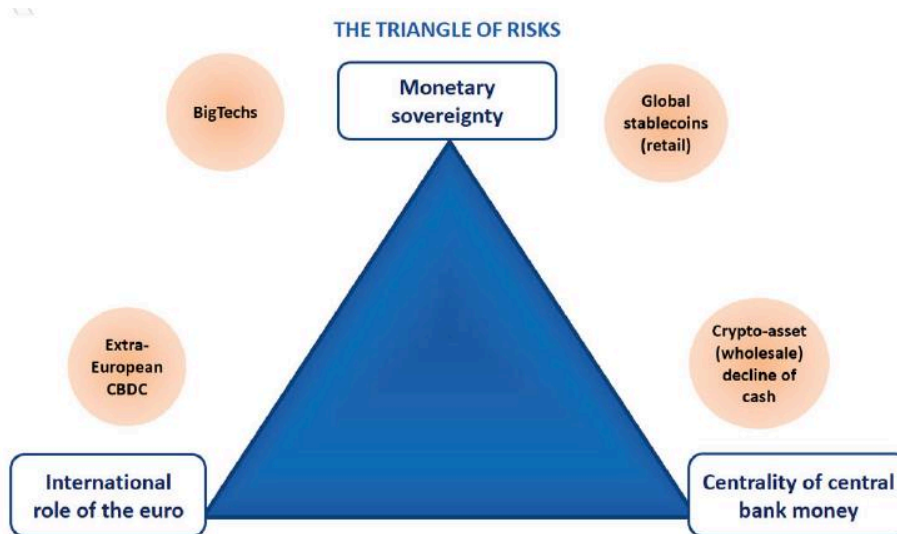 THE TRIANGLE OF RISKS
BigTechs
Monetary
sovereignty
Global
stablecoins
(retail)
Extra-
European
CBDC
Crypto-asset
(wholesale)
decline of
cash
International
role of the euro
Centrality of central
bank money